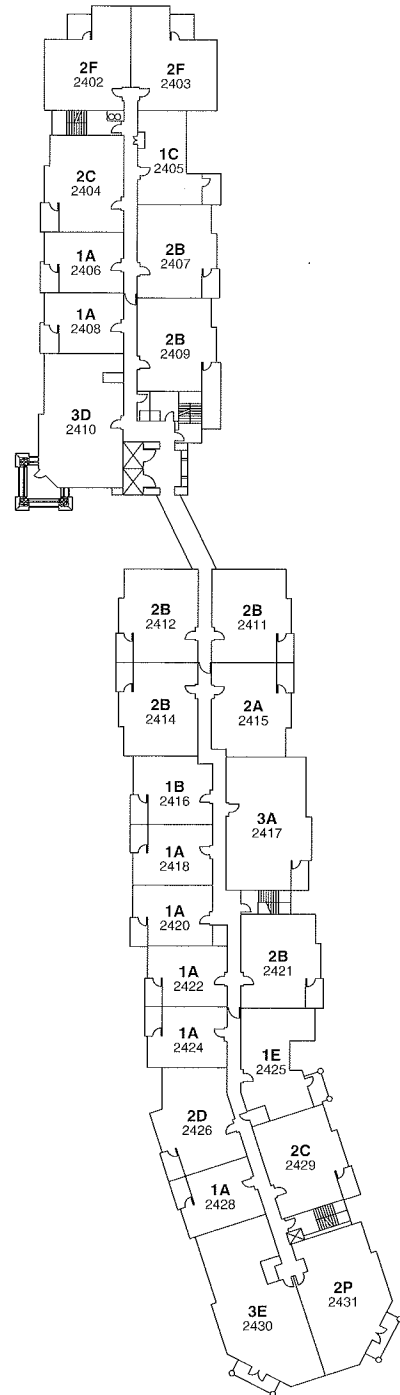 2F
2402
2F
2403
1C
2405
2C
2404
2B
2407
1A
2406
1A
2408
2B
2409
3D
2410
2B
2412
2B
2411
2B
2414
2A
2415
1B
2416
3A
2417
1A
2418
1A
2420
2B
2421
1A
2422
1A
2424
1E
2425
2D
2426
2C
2429
1A
2428
2P
2431
3E
2430